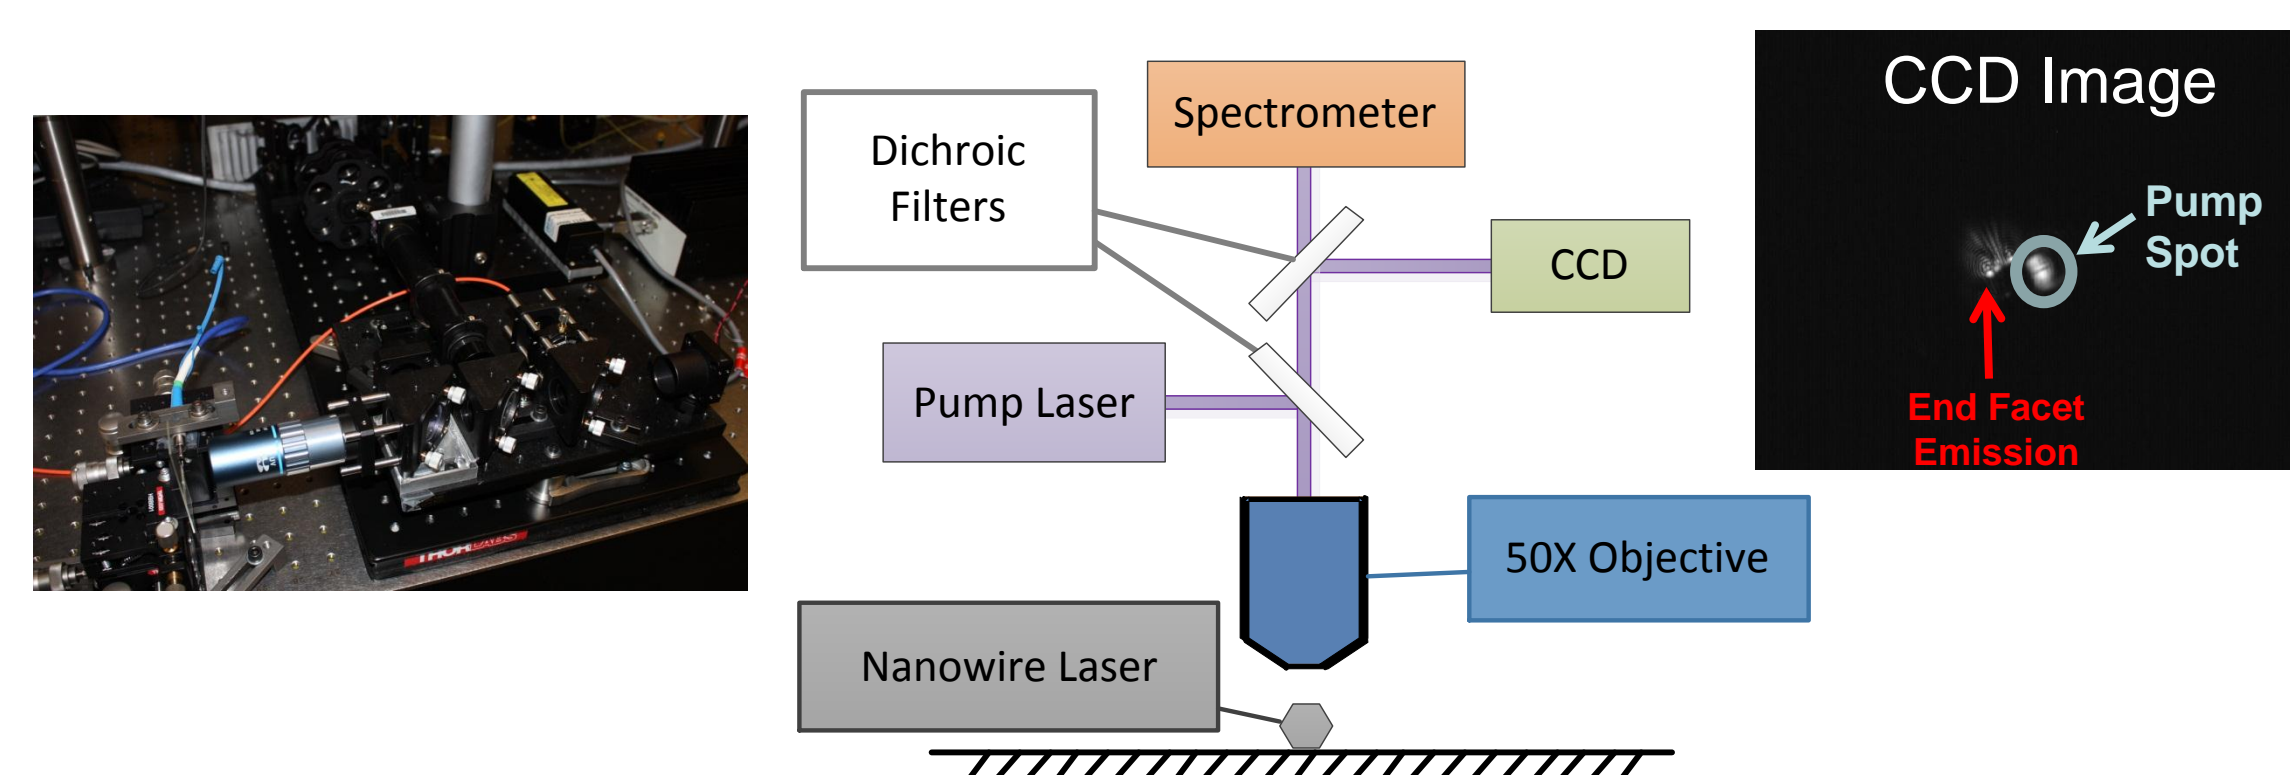 Dichroic
Filters
Spectrometer
CCD
Pump Laser
50X Objective
Nanowire Laser
CCD Image
Pump
Spot
End Facet
Emission
THORLABS